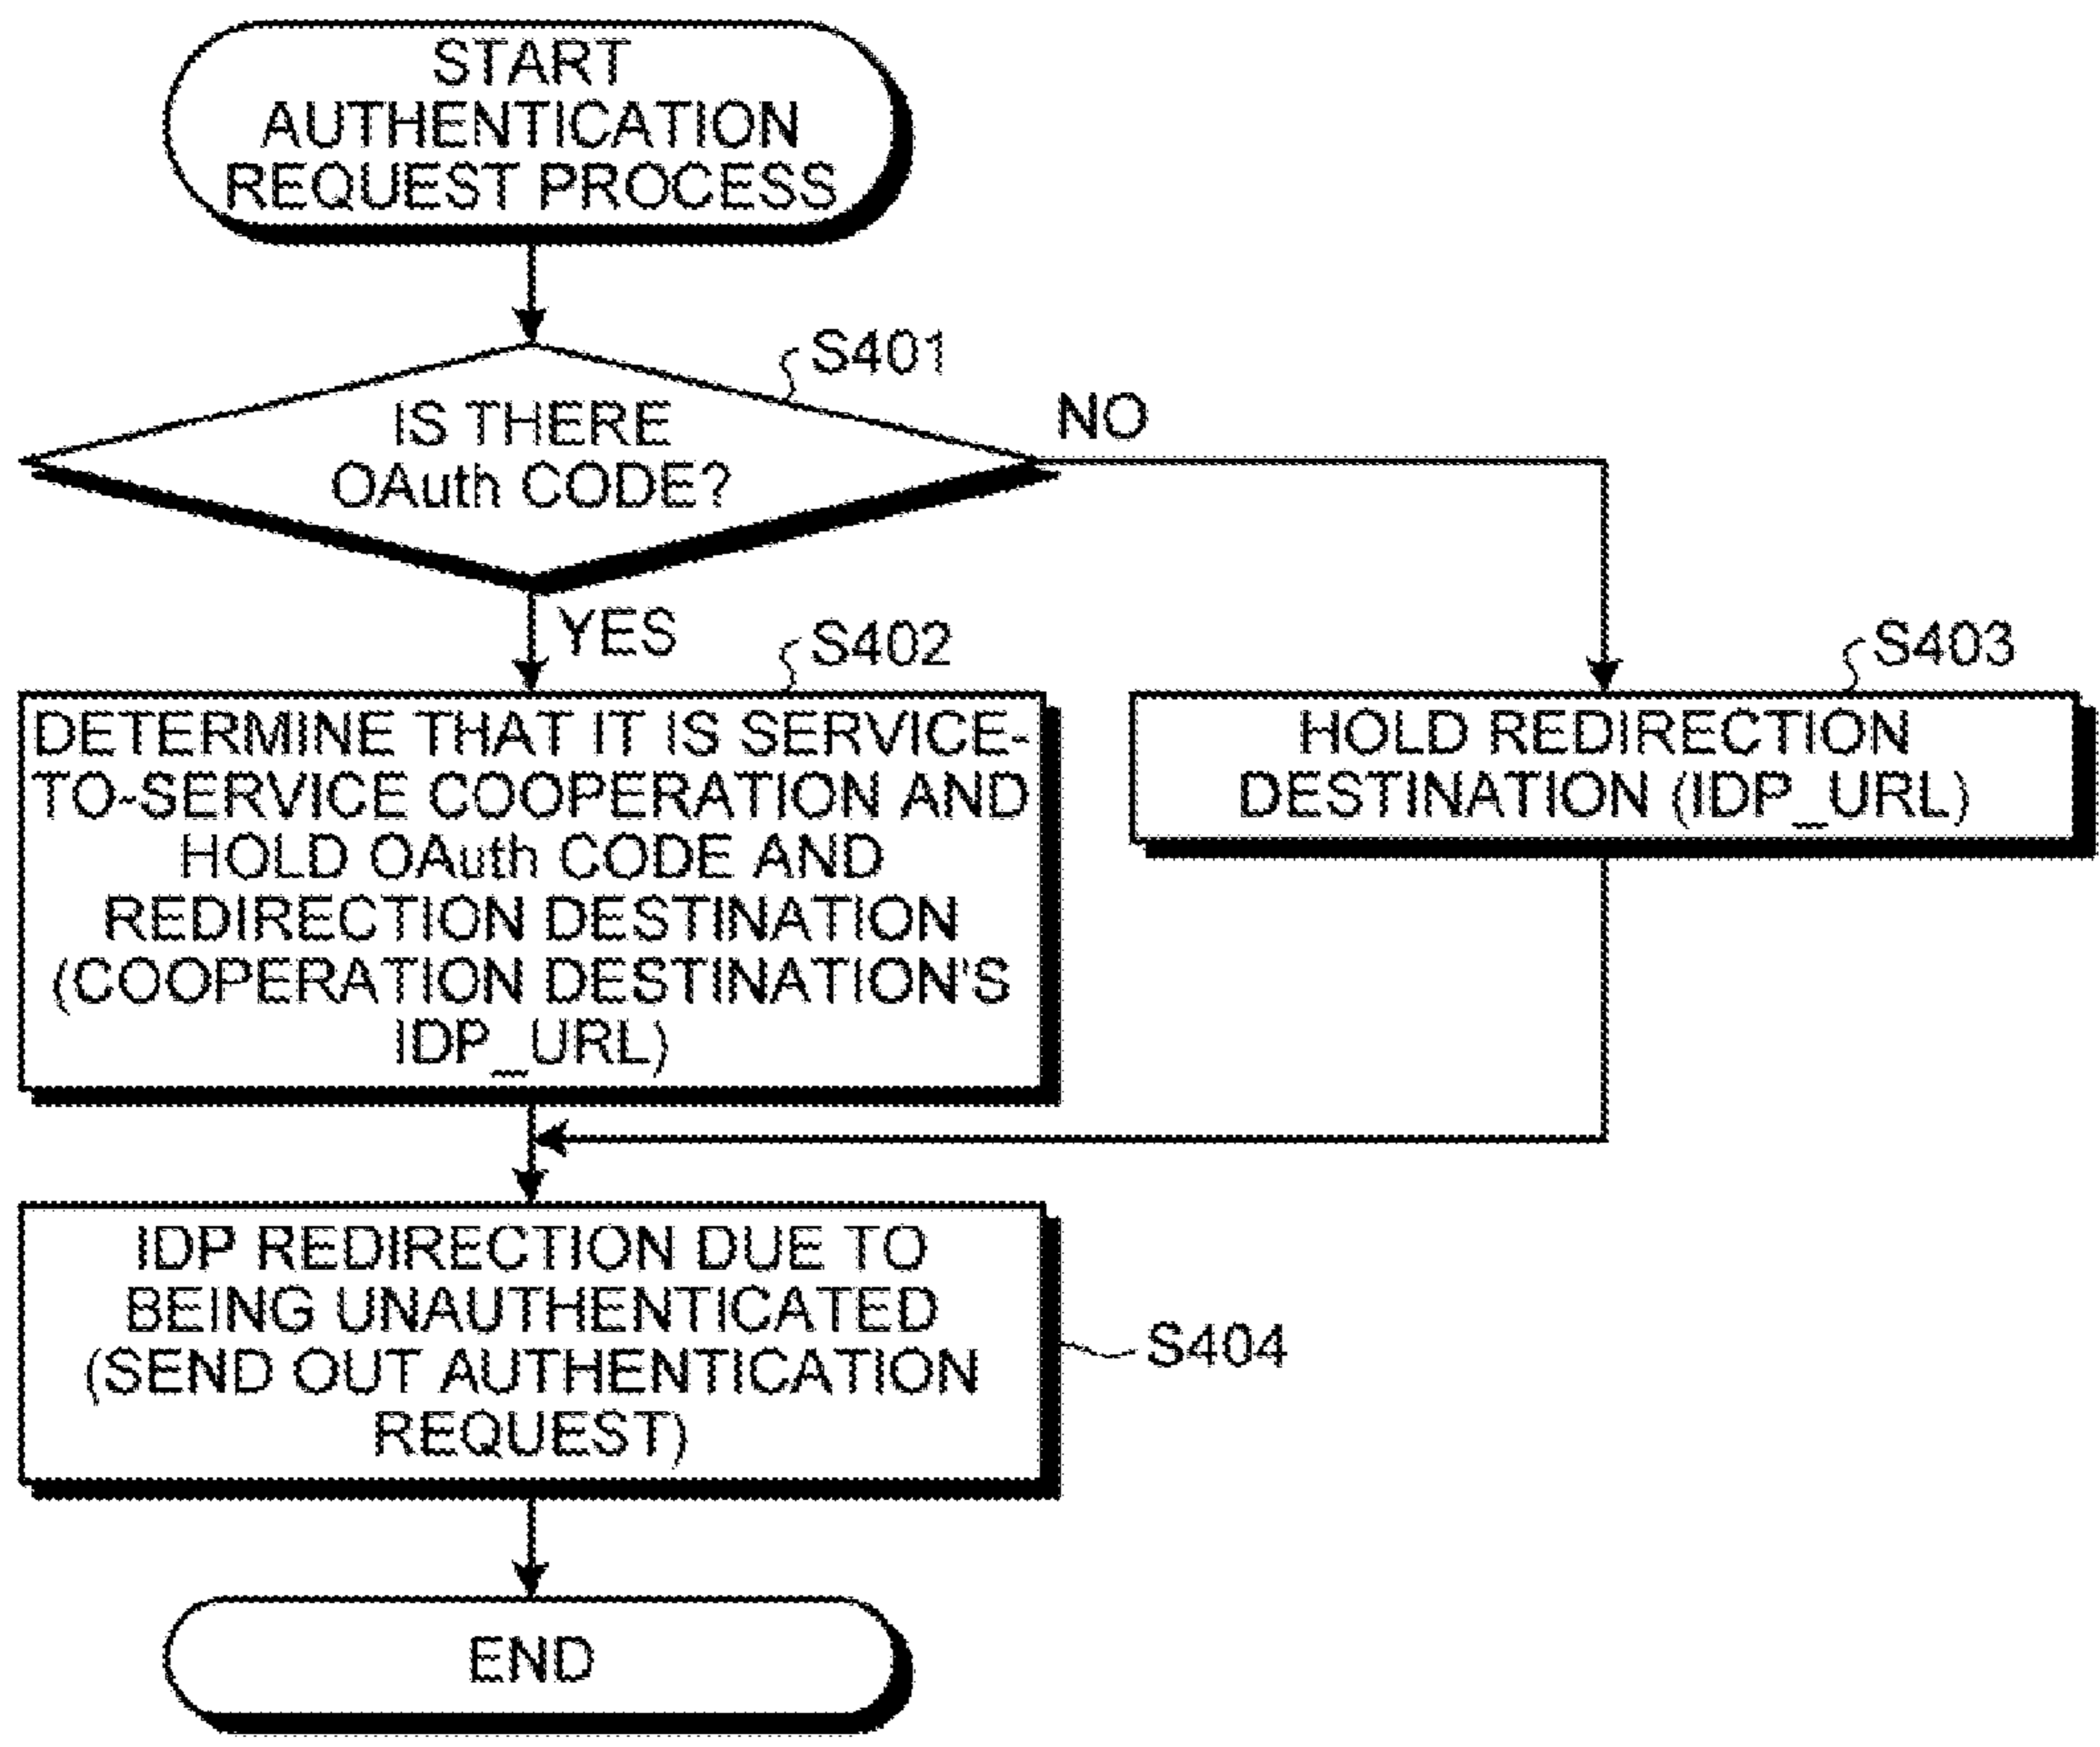 START
AUTHENTICATION
REQUEST PROCESS
S401
IS THERE
OAuth CODE?
NO
YES
S402
DETERMINE THAT IT IS SERVICE-
TO-SERVICE COOPERATION AND
HOLD OAuth CODE AND
REDIRECTION DESTINATION
(COOPERATION DESTINATION'S
IDP_URL)
S403
HOLD REDIRECTION
DESTINATION (IDP_URL)
IDP REDIRECTION DUE TO
BEING UNAUTHENTICATED
(SEND OUT AUTHENTICATION
REQUEST)
S404
END